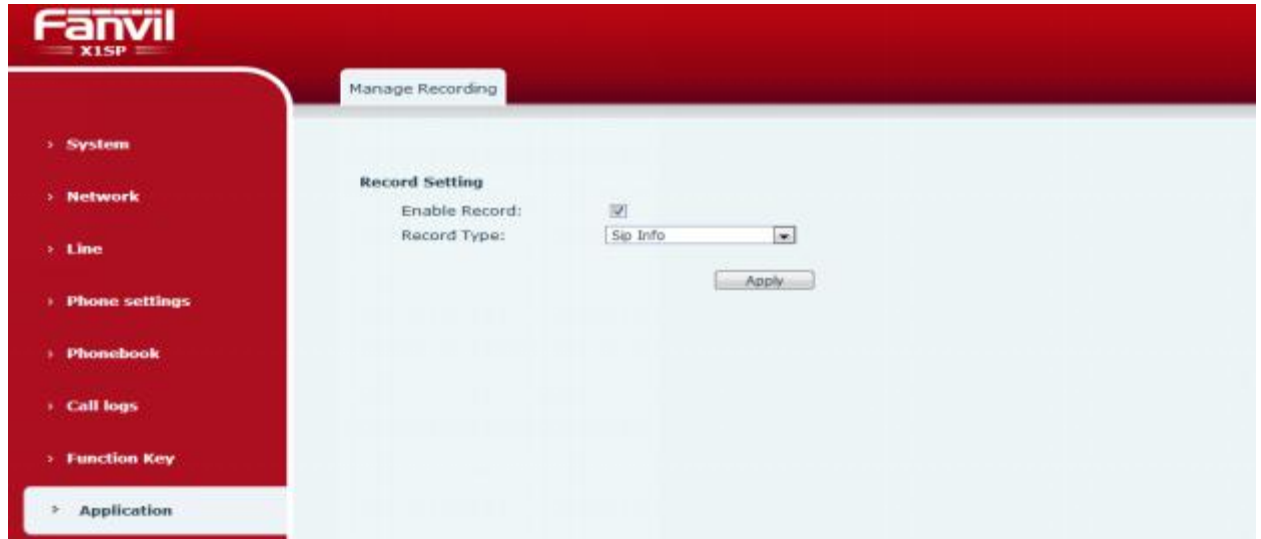 Fanvil
X1SP
Manage Recording
System
Network
Line
Phone settings
Phonebook
Call logs
Function Key
Application
Record Setting
Enable Record:
Record Type: Sip Info
Apply